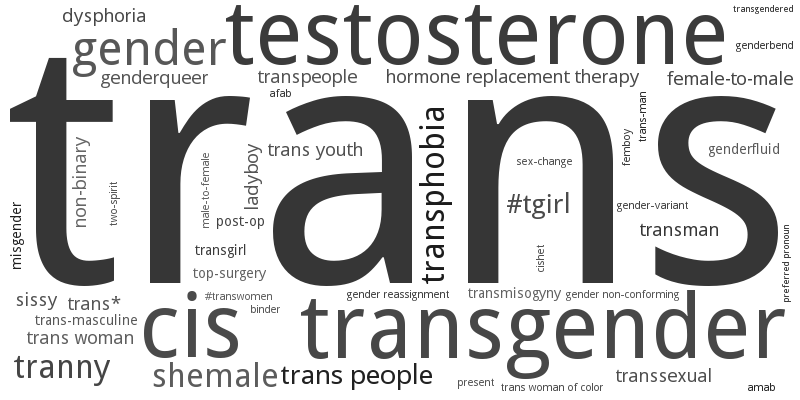 dysphoria
transgendered
gender
testosterone
genderbend
genderqueer
transpeople
hormone replacement therapy
female-to-male
afab
trans
transphobia
trans-man
femboy
non-binary
two-spirit
male-to-female
ladyboy
trans youth
sex-change
genderfluid
misgender
post-op
#tgirl
gender-variant
transman
transgirl
cishet
preferred pronoun
top-surgery
sissy
trans*
#transwomen
binder
gender reassignment
transmisogyny
gender non-conforming
trans-masculine
cis
transgender
trans woman
tranny
shemale
trans people
present
trans woman of color
transsexual
amab